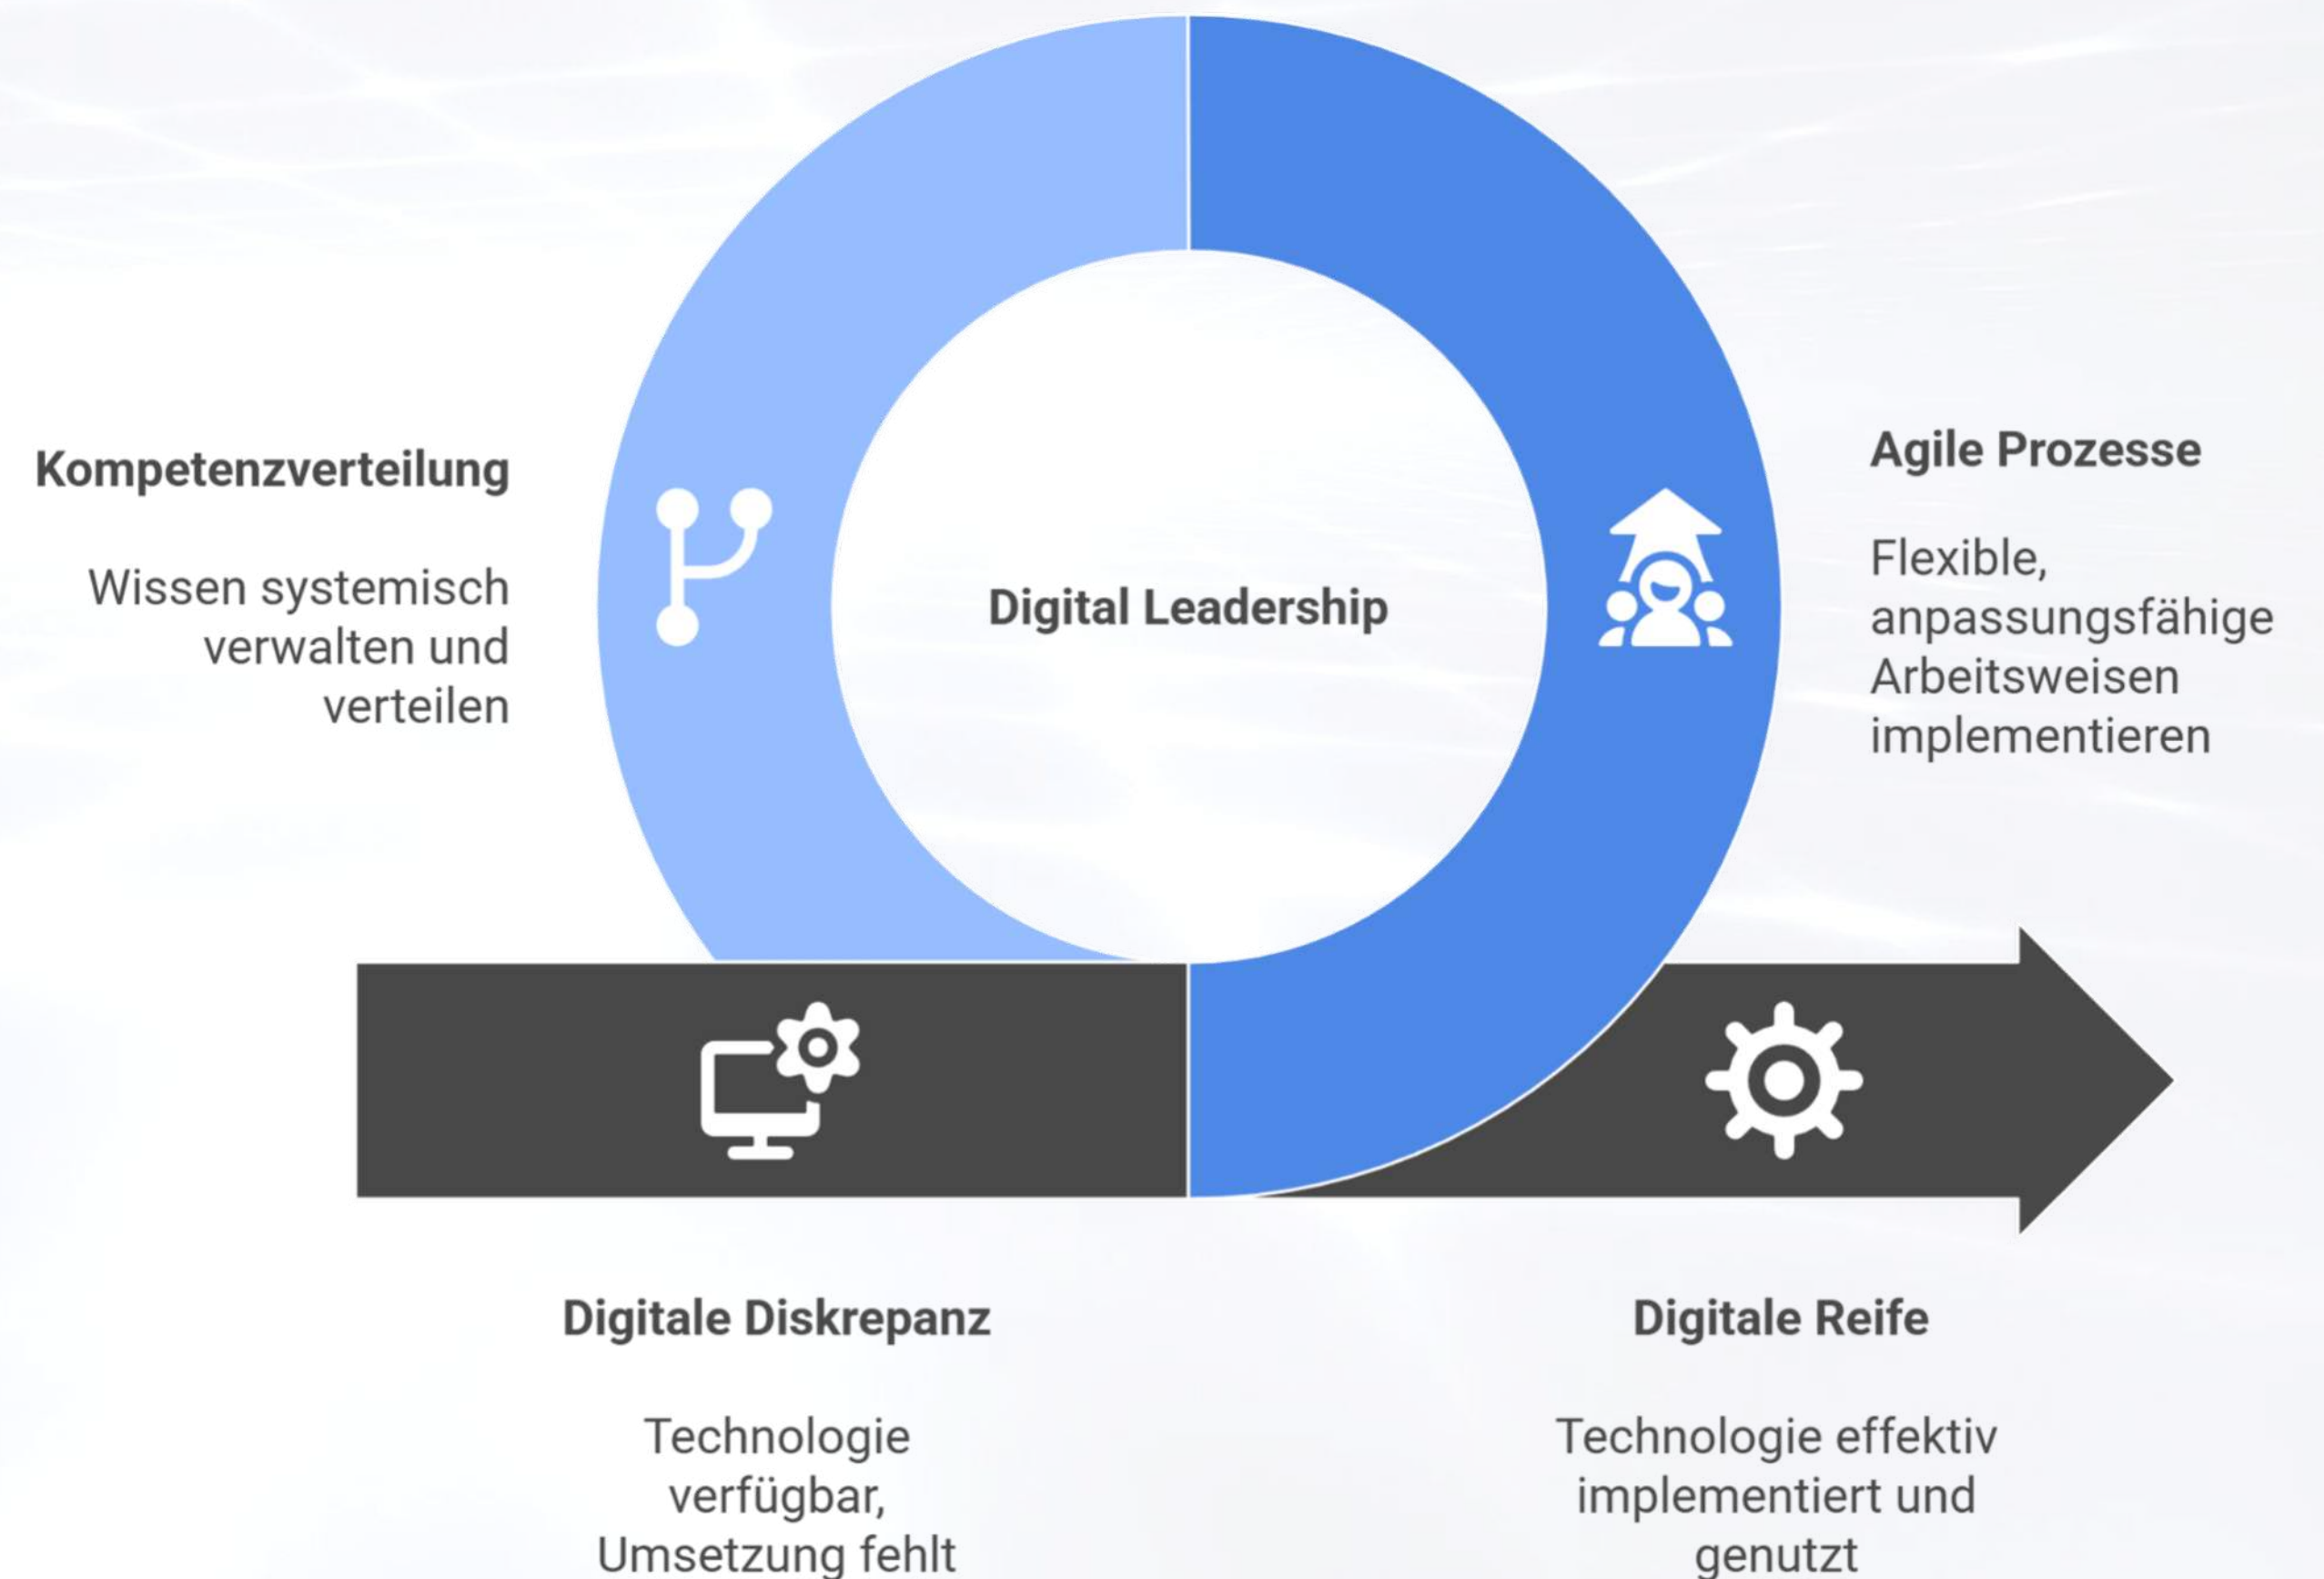 Kompetenzverteilung
Wissen systemisch
verwalten und
verteilen
Digital Leadership
Agile Prozesse
Flexible,
anpassungsfähige
Arbeitsweisen
implementieren
Digitale Diskrepanz
Technologie
verfügbar,
Umsetzung fehlt
Digitale Reife
Technologie effektiv
implementiert und
genutzt